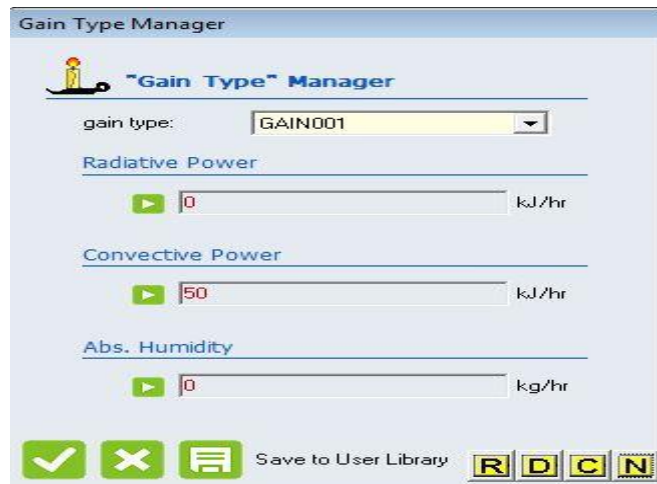 Gain Type Manager
"Gain Type" Manager
gain type: GAIN001
Radiative Power
0 kJ/hr
Convective Power
50 kJ/hr
Abs. Humidity
0 kg/hr
Save to User Library R D C N